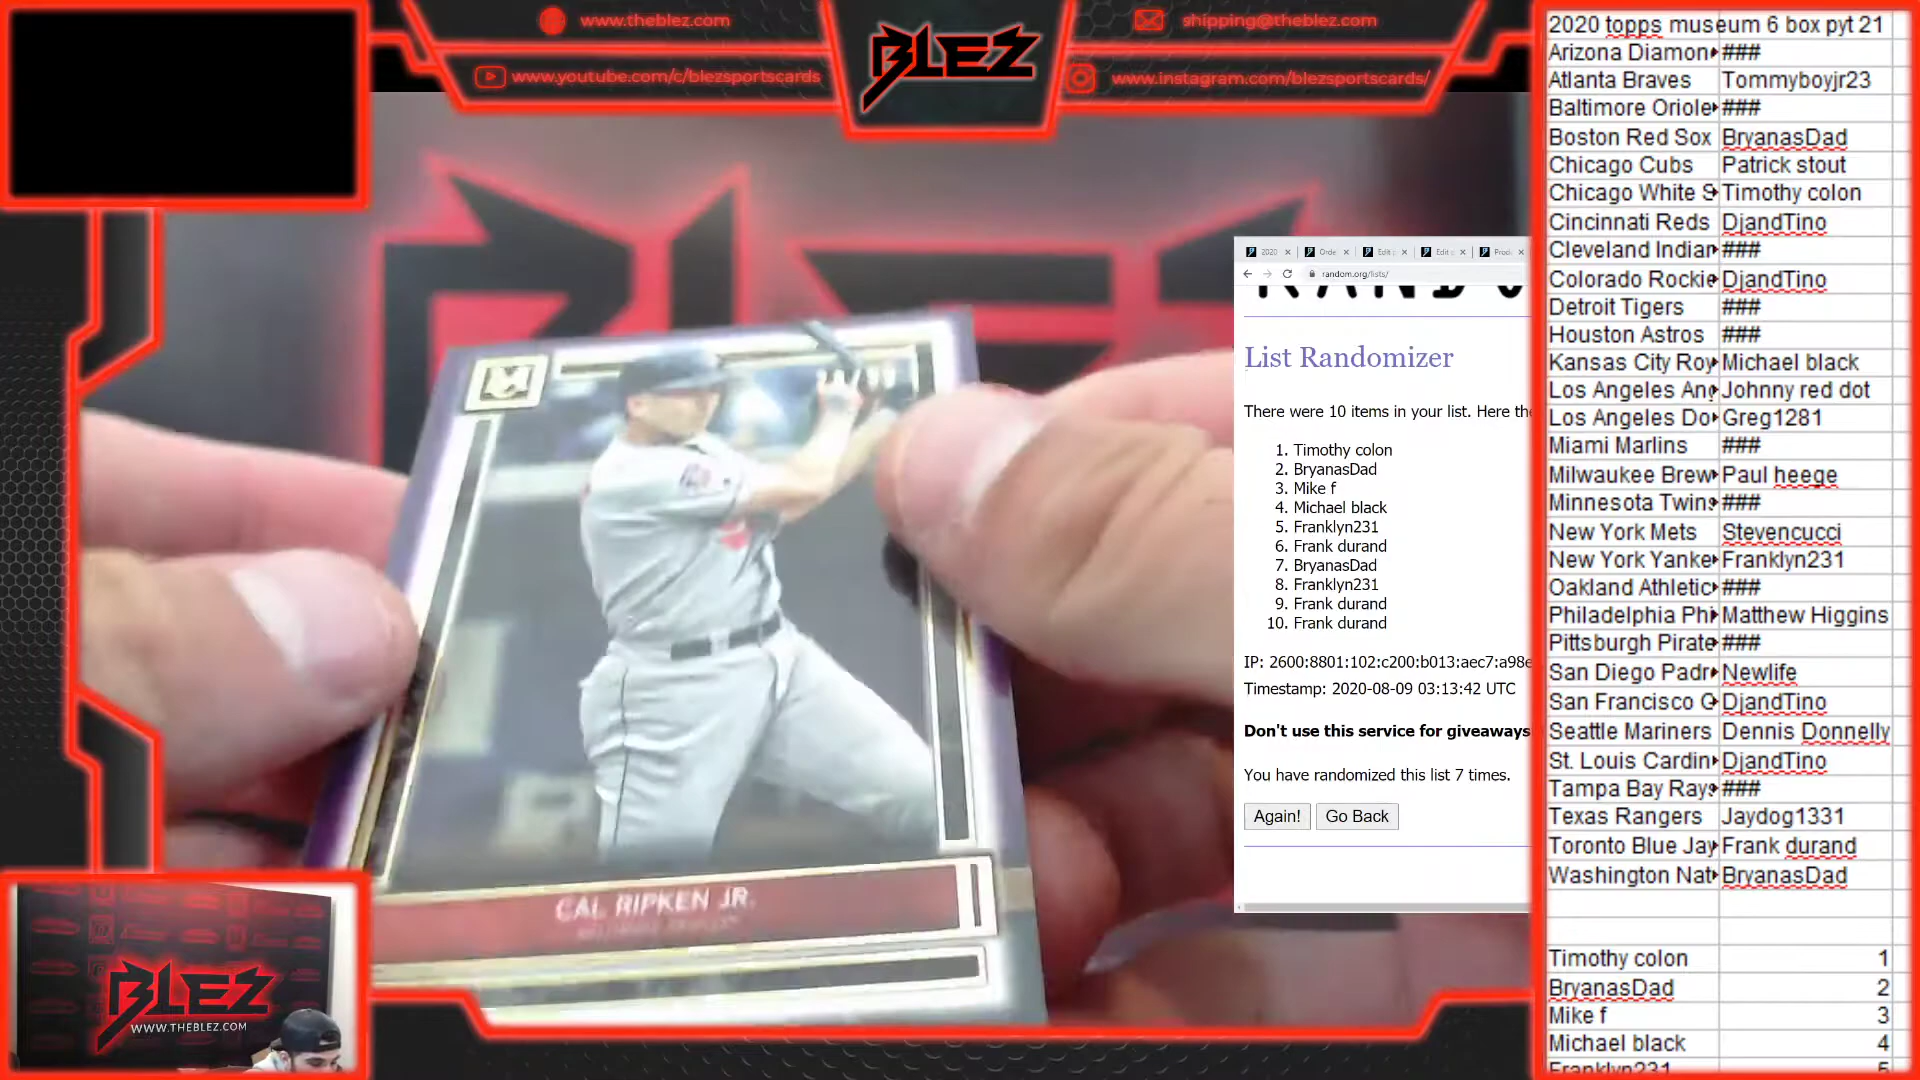 www.theblez.com
www.youtube.com/c/blezsportscards
BLEZ
shipping@theblez.com
www.instagram.com/blezsportscards/
CAL RIPKEN JR.
BLEZ
WWW.THEBLEZ.COM
2020
Orde
Edit p
Edit p
Prod
random.org/lists/
List Randomizer
There were 10 items in your list. Here the
1. Timothy colon
2. BryanasDad
3. Mike f
4. Michael black
5. Franklyn231
6. Frank durand
7. BryanasDad
8. Franklyn231
9. Frank durand
10. Frank durand
IP: 2600:8801:102:c200:b013:aec7:a98e
Timestamp: 2020-08-09 03:13:42 UTC
Don't use this service for giveaways
You have randomized this list 7 times.
Again! Go Back
2020 topps museum 6 box pyt 21
Arizona Diamon ###
Atlanta Braves Tommyboyjr23
Baltimore Oriole ###
Boston Red Sox BryanasDad
Chicago Cubs Patrick stout
Chicago White S Timothy colon
Cincinnati Reds DjandTino
Cleveland Indian ###
Colorado Rockie DjandTino
Detroit Tigers ###
Houston Astros ###
Kansas City Roy Michael black
Los Angeles Ang Johnny red dot
Los Angeles Do Greg1281
Miami Marlins ###
Milwaukee Brew Paul heege
Minnesota Twins ###
New York Mets Stevencucci
New York Yanke Franklyn231
Oakland Athletic ###
Philadelphia Phi Matthew Higgins
Pittsburgh Pirate ###
San Diego Padr Newlife
San Francisco G DjandTino
Seattle Mariners Dennis Donnelly
St. Louis Cardin DjandTino
Tampa Bay Rays ###
Texas Rangers Jaydog1331
Toronto Blue Jay Frank durand
Washington Nat BryanasDad
Timothy colon 1
BryanasDad 2
Mike f 3
Michael black 4
Franklyn231 5